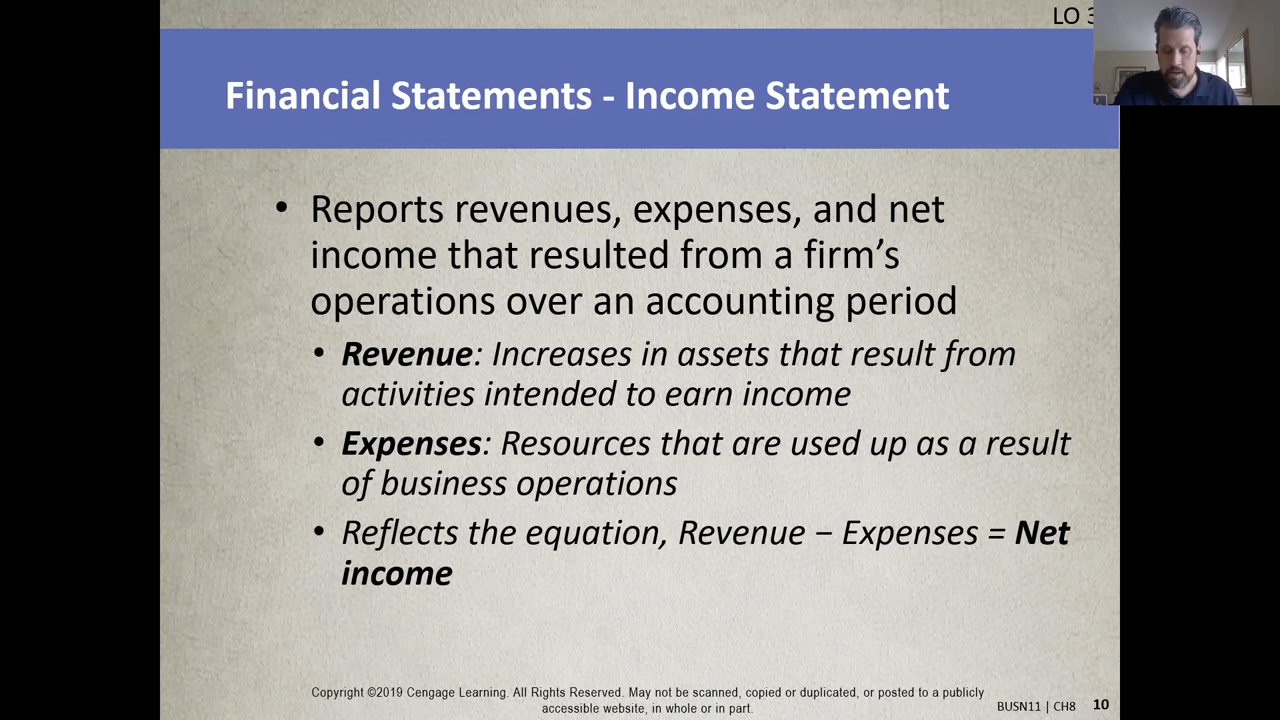 LO 3
Financial Statements - Income Statement
• Reports revenues, expenses, and net
income that resulted from a firm’s
operations over an accounting period
• Revenue: Increases in assets that result from
activities intended to earn income
• Expenses: Resources that are used up as a result
of business operations
• Reflects the equation, Revenue − Expenses = Net
income
Copyright ©2019 Cengage Learning. All Rights Reserved. May not be scanned, copied or duplicated, or posted to a publicly
accessible website, in whole or in part.
BUSN11 | CH8 10